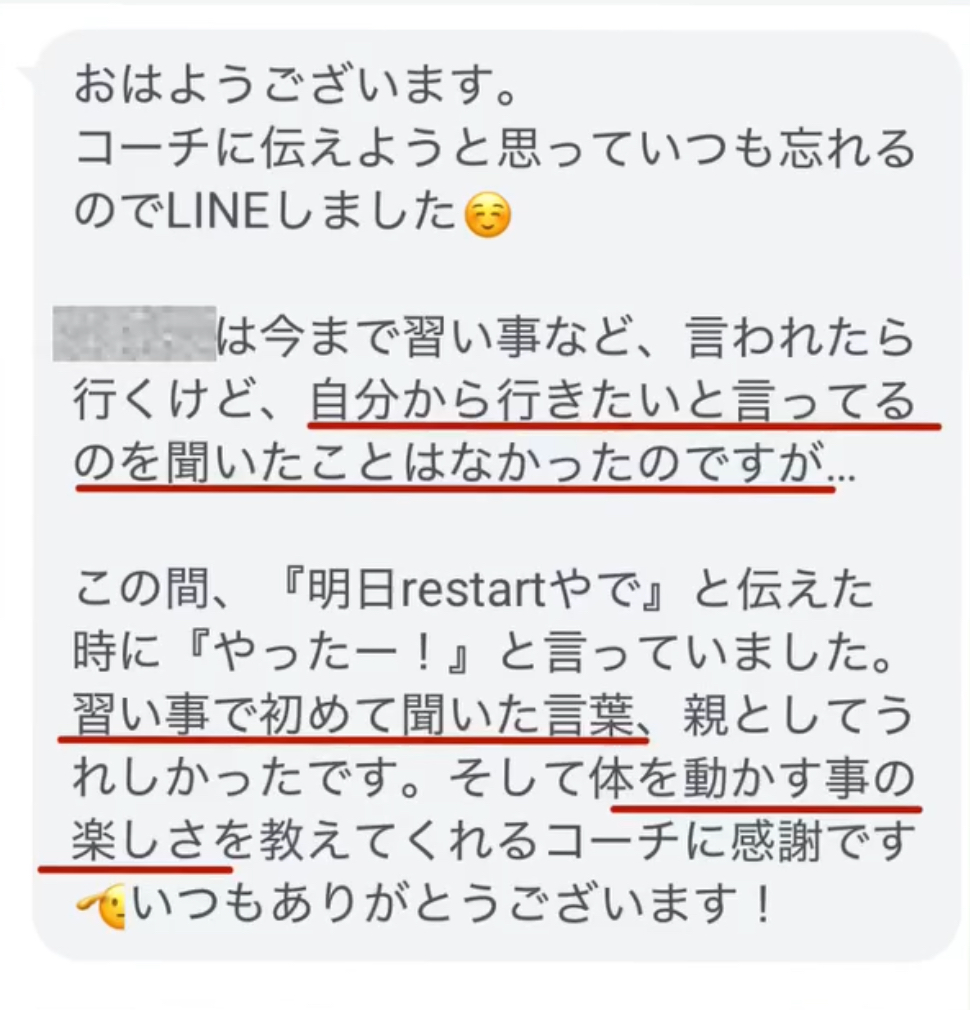 おはようございます。
コーチに伝えようと思っていつも忘れる
のでLINEしました☺️
は今まで習い事など、言われたら
行くけど、自分から行きたいと言ってる
のを聞いたことはなかったのですが…
この間、『明日restartやで』と伝えた
時に『やったー！』と言っていました。
習い事で初めて聞いた言葉、親としてう
れしかったです。そして体を動かす事の
楽しさを教えてくれるコーチに感謝です
いつもありがとうございます！